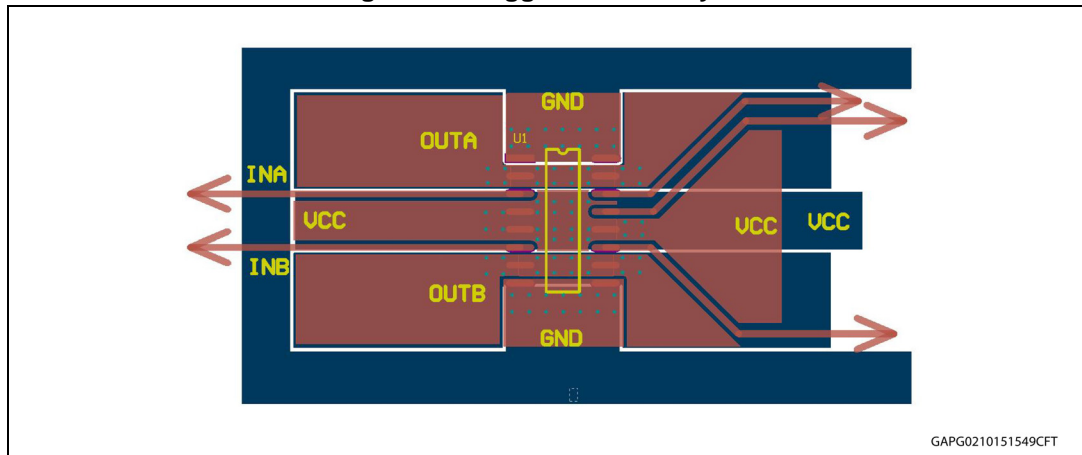 GND
U1
OUTA
INA
VCC
VCC
VCC
INB
OUTB
GND
GAPG0210151549CFT